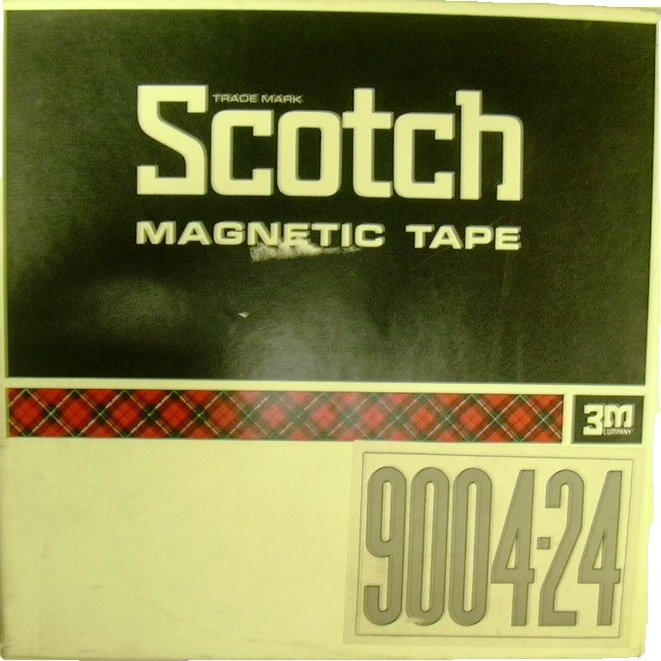 TRADE MARK
Scotch
MAGNETIC TAPE
3M
COMPANY
9004-24